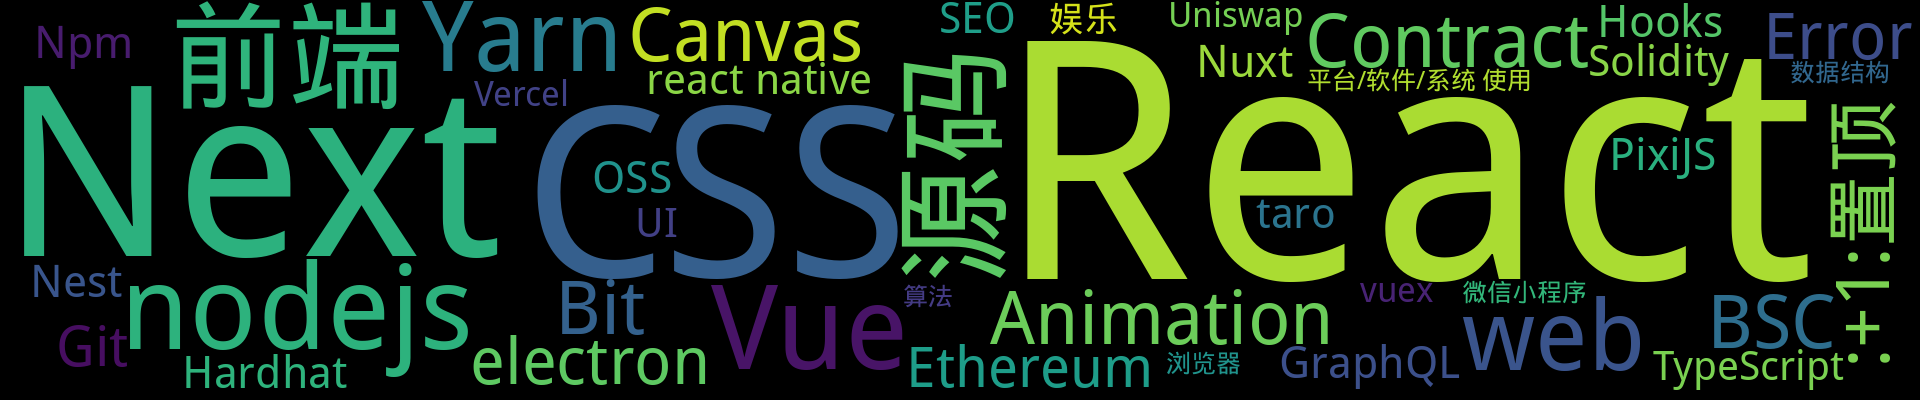 Npm
前端
Yarn
Canvas
SEO
娱乐
Uniswap
Contract
Hooks
Error
Nuxt
Solidity
react native
Vercel
平台/软件/系统 使用
数据结构
Next
CSS
源码
React
PixiJS
:+1:置顶
OSS
UI
taro
Nest
nodejs
Bit
Vue
算法
Animation
vuex
微信小程序
web
BSC
Git
Hardhat
electron
Ethereum
浏览器
GraphQL
TypeScript